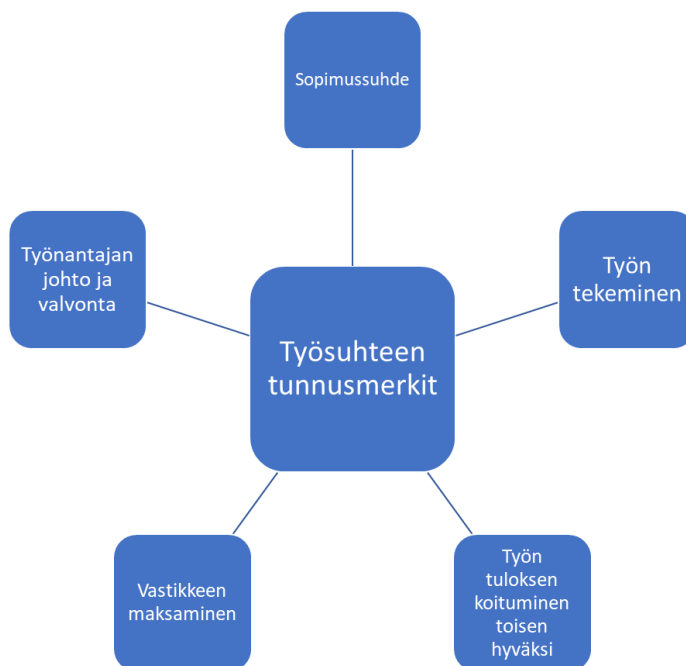 Sopimussuhde
Työnantajan
johto ja
valvonta
Työn
tekeminen
Työsuhteen
tunnusmerkit
Vastikkeen
maksaminen
Työn
tuloksen
koituminen
toisen
hyväksi